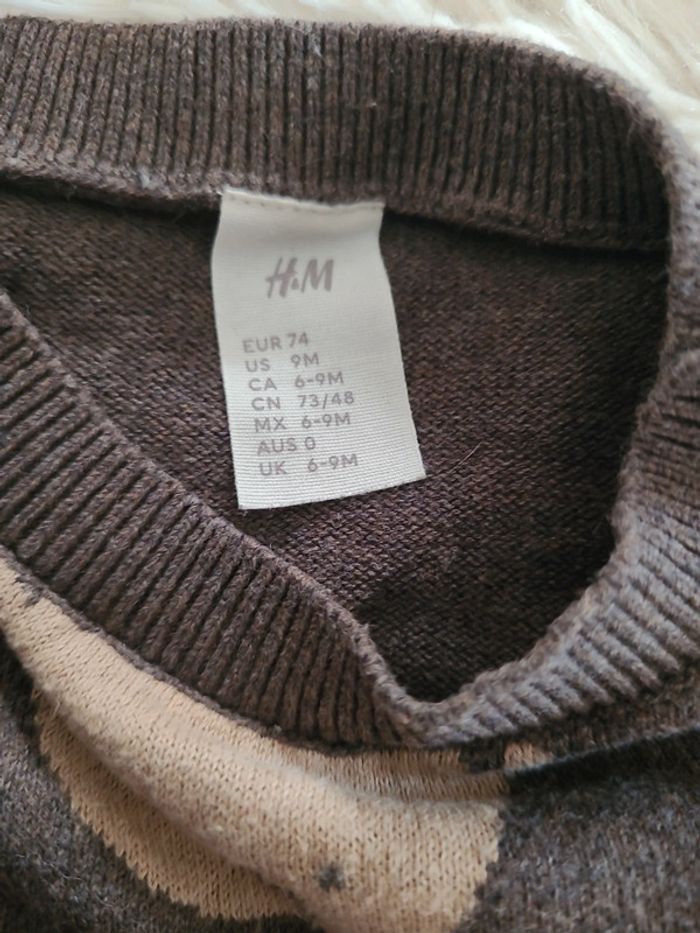 H&M
EUR 74
US 9M
CA 6-9M
CN 73/48
MX 6-9M
AUS 0
UK 6-9M